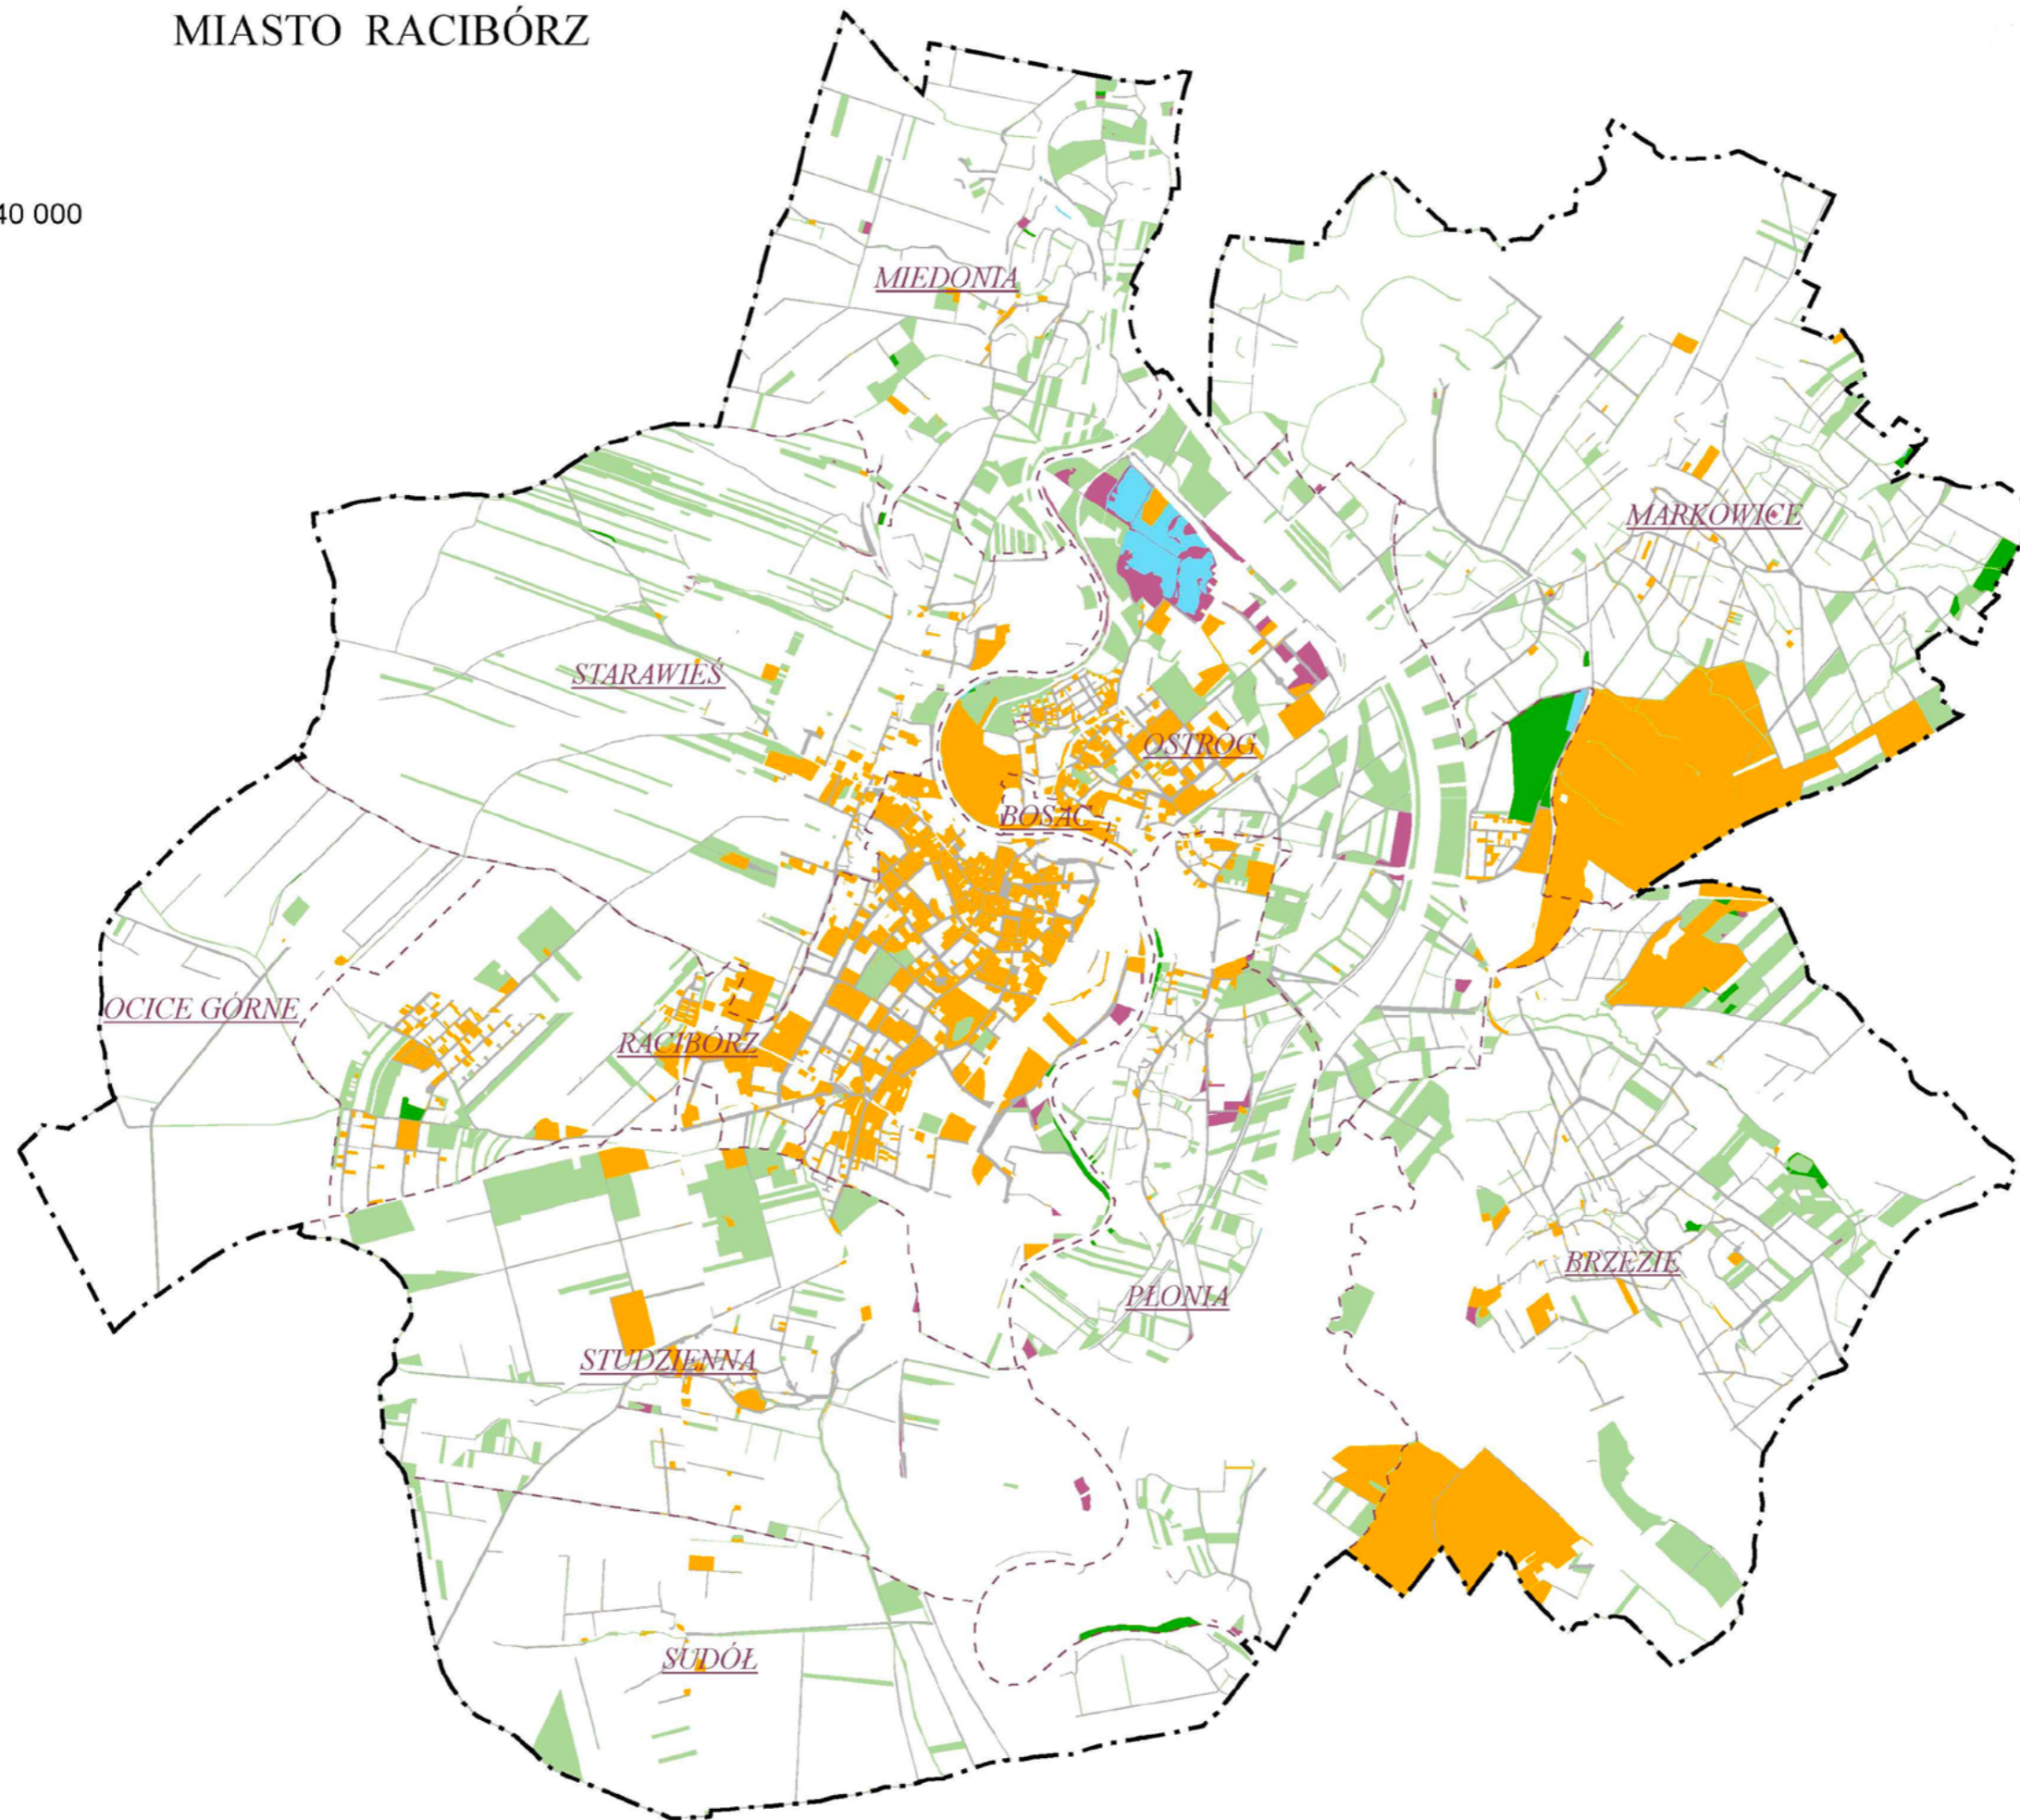 MIASTO RACIBÓRZ
40 000
MIEDONIA
MARKOWICE
STARAWIEŚ
OSTRÓG
BOSAC
OCICE GÓRNE
RACIBÓRZ
BRZEZIE
PŁONIA
STUDZIENNA
SUDÓŁ